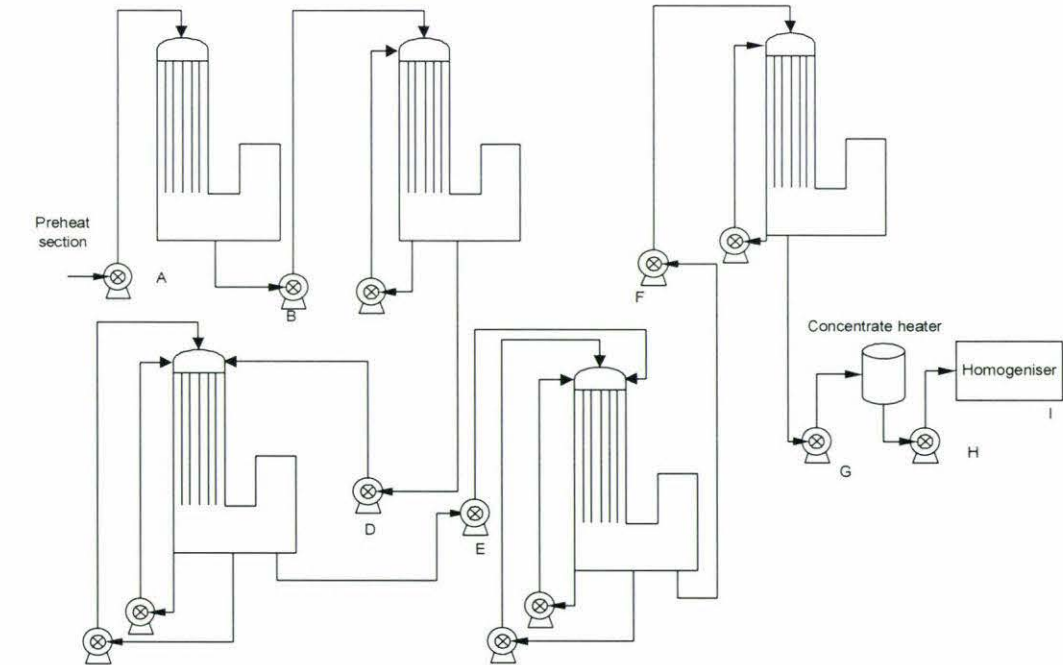 Preheat
section
A
B
F
Concentrate heater
Homogeniser
I
G
H
D
E